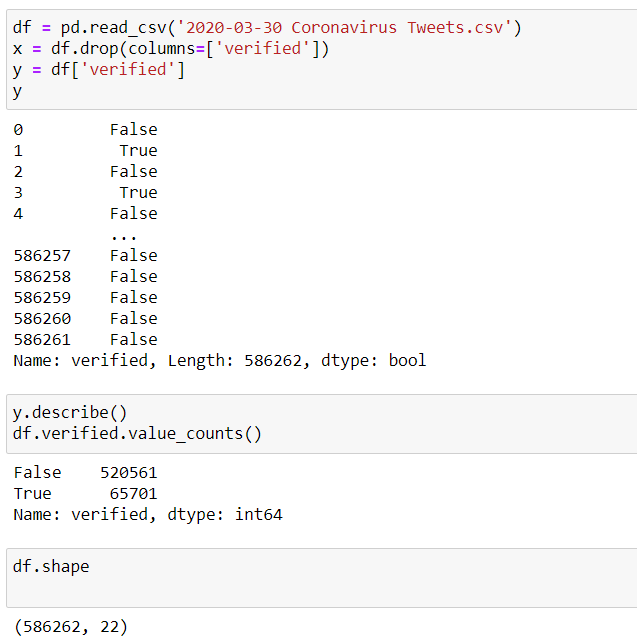 df = pd.read_csv('2020-03-30 Coronavirus Tweets.csv')
x = df.drop(columns=['verified'])
y = df['verified']
y
0         False
1          True
2         False
3          True
4         False
          ...
586257    False
586258    False
586259    False
586260    False
586261    False
Name: verified, Length: 586262, dtype: bool
y.describe()
df.verified.value_counts()
False    520561
True      65701
Name: verified, dtype: int64
df.shape
(586262, 22)